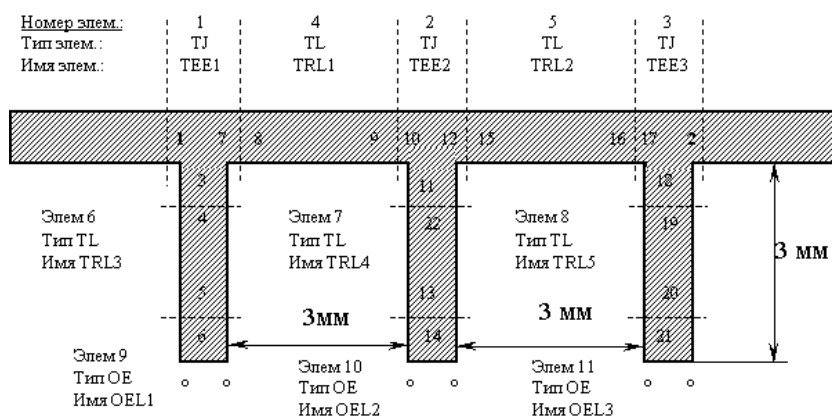 Номер элем.: 1 4 2 5 3
Тип элем.: TJ TL TJ TL TJ
Имя элем.: TEE1 TRL1 TEE2 TRL2 TEE3
1 7 8 9 10 12 15 16 17 2
3 11 18
Элем 6
Тип TL
Имя TRL3
4
Элем 7
Тип TL
Имя TRL4
22
Элем 8
Тип TL
Имя TRL5
19
3 мм
5 13 20
6 14 21
3мм
3 мм
Элем 9
Тип OE
Имя OEL1
Элем 10
Тип OE
Имя OEL2
Элем 11
Тип OE
Имя OEL3